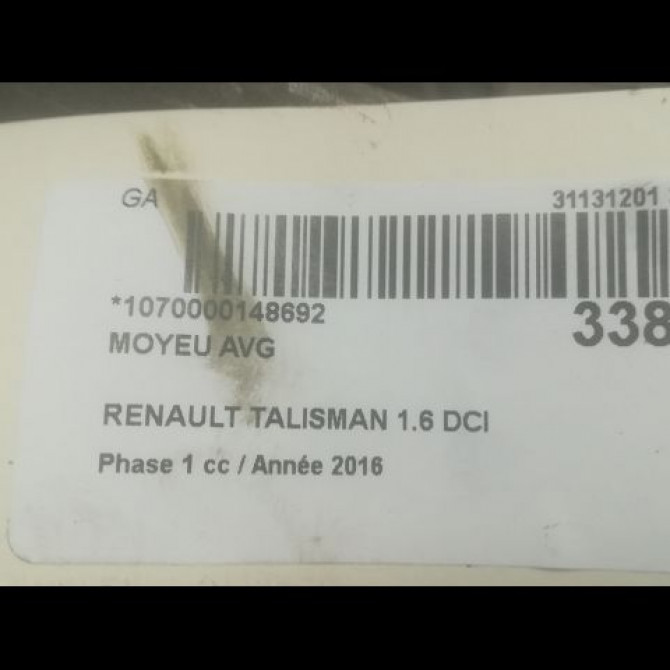 GA 31131201
*1070000148692 338
MOYEU AVG
RENAULT TALISMAN 1.6 DCI
Phase 1 cc / Année 2016